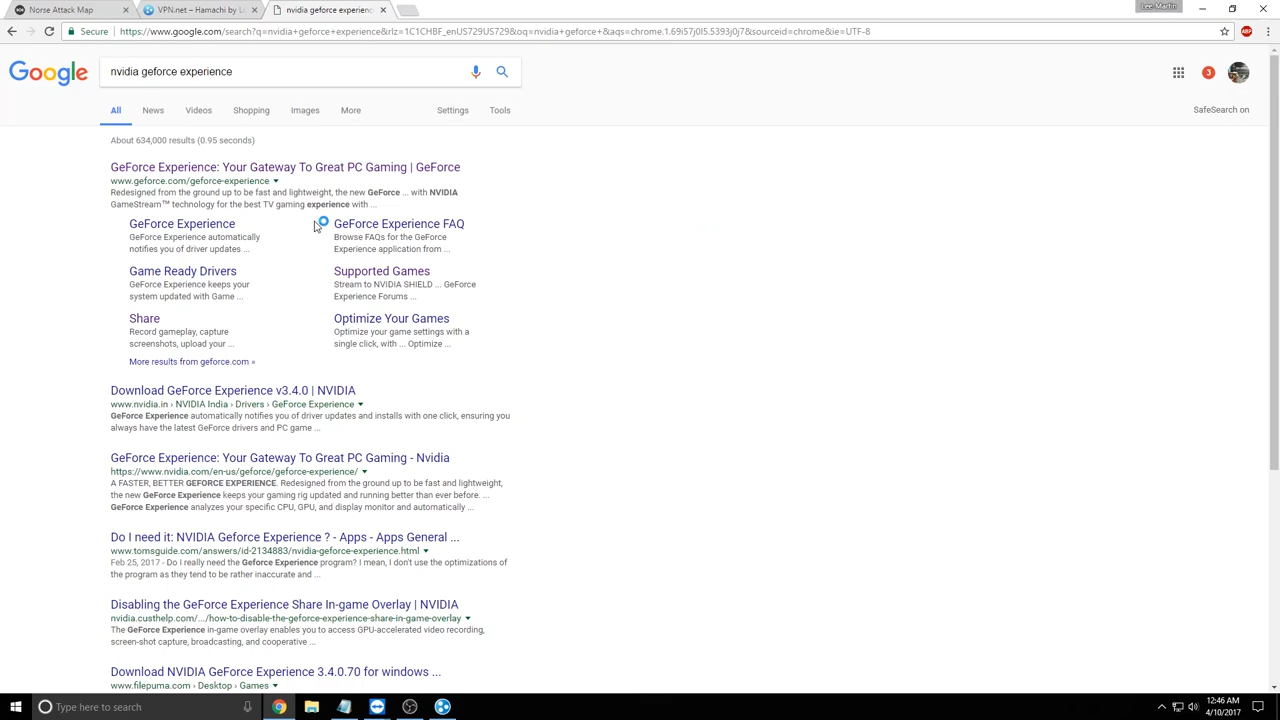 Norse Attack Map
VPN.net – Hamachi by L
nvidia geforce experienc
Lee-Martin
Secure
https://www.google.com/search?q=nvidia+geforce+experience&rlz=1C1CHBF_enUS729US729&oq=nvidia+geforce+&aqs=chrome.1.69i57j0l5.5393j0j7&sourceid=chrome&ie=UTF-8
ABP
Google
nvidia geforce experience
3
All
News
Videos
Shopping
Images
More
Settings
Tools
SafeSearch on
About 634,000 results (0.95 seconds)
GeForce Experience: Your Gateway To Great PC Gaming | GeForce
www.geforce.com/geforce-experience
Redesigned from the ground up to be fast and lightweight, the new GeForce ... with NVIDIA
GameStream™ technology for the best TV gaming experience with ...
GeForce Experience
GeForce Experience automatically
notifies you of driver updates ...
GeForce Experience FAQ
Browse FAQs for the GeForce
Experience application from ...
Game Ready Drivers
GeForce Experience keeps your
system updated with Game ...
Supported Games
Stream to NVIDIA SHIELD ... GeForce
Experience Forums ...
Share
Record gameplay, capture
screenshots, upload your ...
Optimize Your Games
Optimize your game settings with a
single click, with ... Optimize ...
More results from geforce.com »
Download GeForce Experience v3.4.0 | NVIDIA
www.nvidia.in › NVIDIA India › Drivers › GeForce Experience
GeForce Experience automatically notifies you of driver updates and installs with one click, ensuring you
always have the latest GeForce drivers and PC game ...
GeForce Experience: Your Gateway To Great PC Gaming - Nvidia
https://www.nvidia.com/en-us/geforce/geforce-experience/
A FASTER, BETTER GEFORCE EXPERIENCE. Redesigned from the ground up to be fast and lightweight,
the new GeForce Experience keeps your gaming rig updated and running better than ever before. ...
GeForce Experience analyzes your specific CPU, GPU, and display monitor and automatically ...
Do I need it: NVIDIA Geforce Experience ? - Apps - Apps General ...
www.tomsguide.com/answers/id-2134883/nvidia-geforce-experience.html
Feb 25, 2017 - Do I really need the Geforce Experience program? I mean, I don't use the optimizations of
the program as they tend to be rather inaccurate and ...
Disabling the GeForce Experience Share In-game Overlay | NVIDIA
nvidia.custhelp.com/.../how-to-disable-the-geforce-experience-share-in-game-overlay
The GeForce Experience in-game overlay enables you to access GPU-accelerated video recording,
screen-shot capture, broadcasting, and cooperative ...
Download NVIDIA GeForce Experience 3.4.0.70 for windows ...
www.filepuma.com › Desktop › Games
Type here to search
12:46 AM
4/10/2017